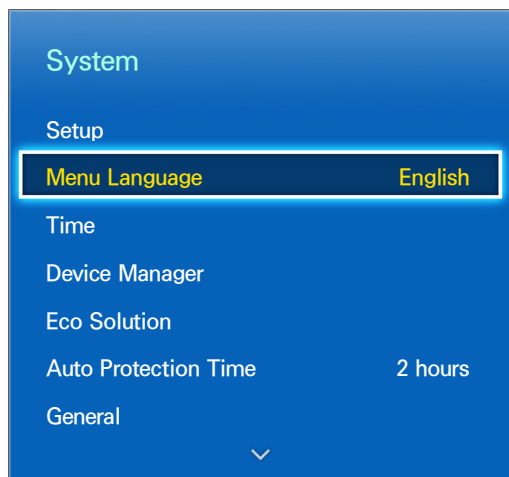 System
Setup
Menu Language English
Time
Device Manager
Eco Solution
Auto Protection Time 2 hours
General